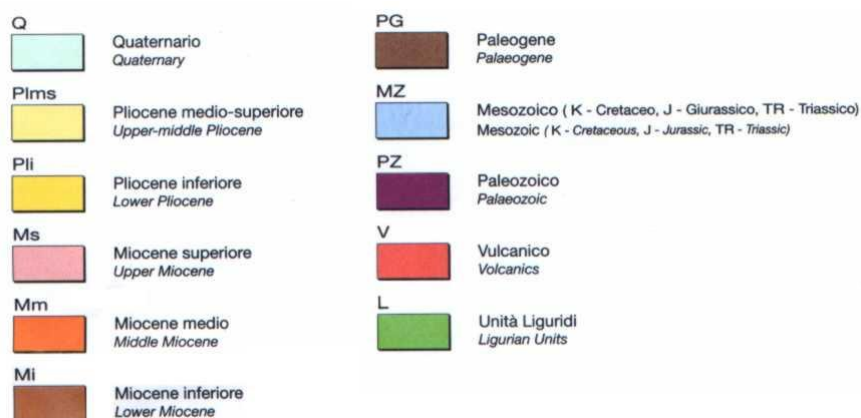 Q
Quaternario
Quaternary
Plms
Pliocene medio-superiore
Upper-middle Pliocene
Pli
Pliocene inferiore
Lower Pliocene
Ms
Miocene superiore
Upper Miocene
Mm
Miocene medio
Middle Miocene
Mi
Miocene inferiore
Lower Miocene
PG
Paleogene
Palaeogene
MZ
Mesozoico ( K - Cretaceo, J - Giurassico, TR - Triassico)
Mesozoic ( K - Cretaceous, J - Jurassic, TR - Triassic)
PZ
Paleozoico
Palaeozoic
V
Vulcanico
Volcanics
L
Unità Liguridi
Ligurian Units